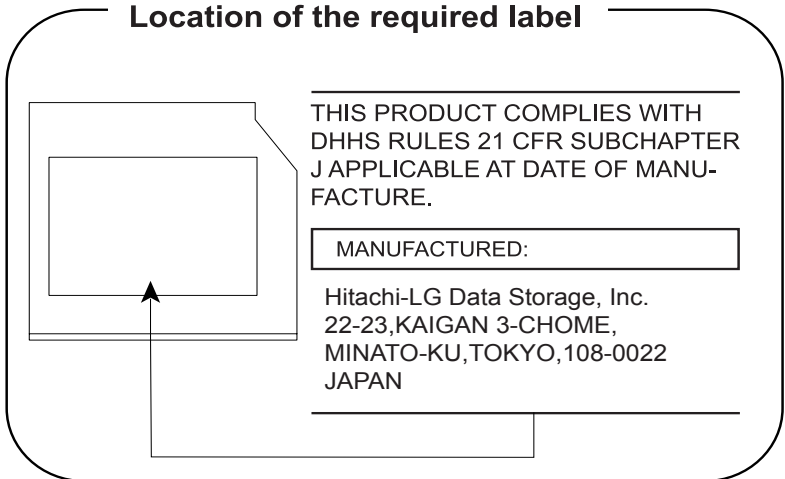 Location of the required label
THIS PRODUCT COMPLIES WITH
DHHS RULES 21 CFR SUBCHAPTER
J APPLICABLE AT DATE OF MANU-
FACTURE.
MANUFACTURED:
Hitachi-LG Data Storage, Inc.
22-23,KAIGAN 3-CHOME,
MINATO-KU,TOKYO,108-0022
JAPAN